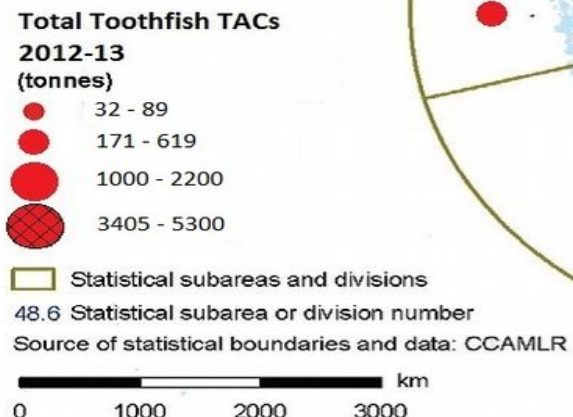 Total Toothfish TACs
2012-13
(tonnes)
32 - 89
171 - 619
1000 - 2200
3405 - 5300
Statistical subareas and divisions
48.6 Statistical subarea or division number
Source of statistical boundaries and data: CCAMLR
km
0 1000 2000 3000